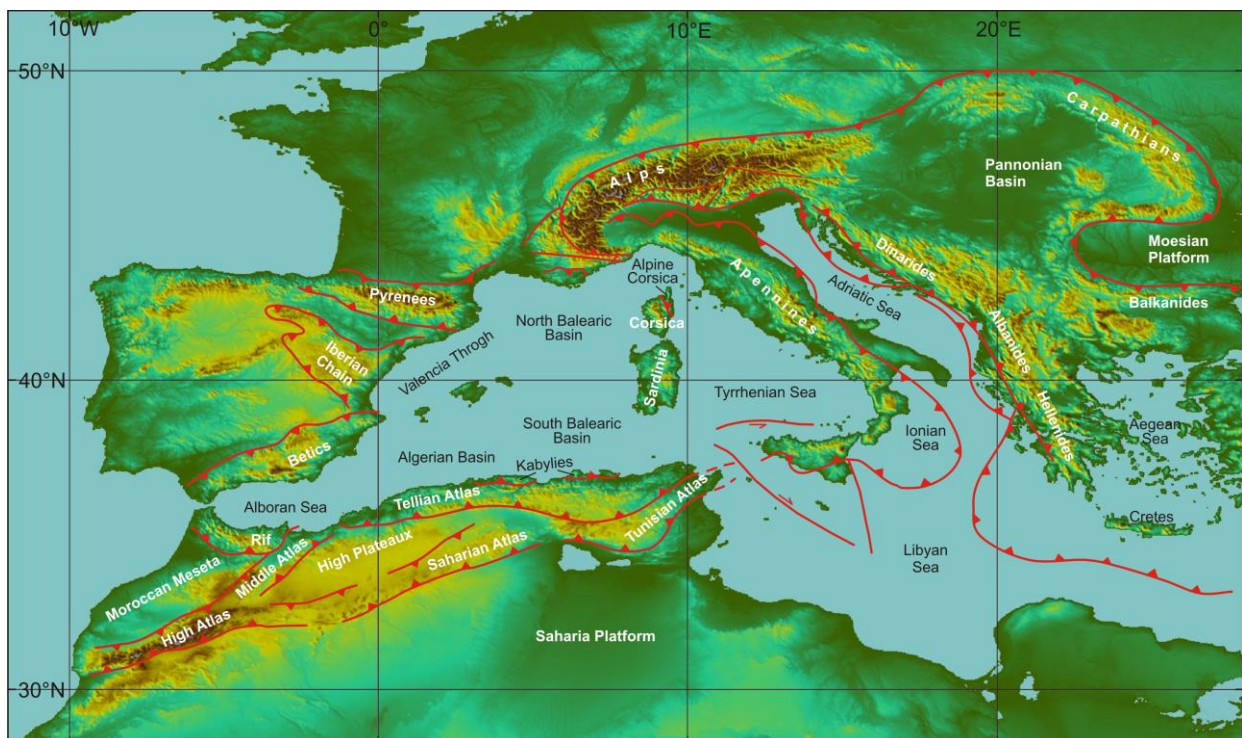 10°W
0°
10°E
20°E
50°N
Carpathians
Alps
Pannonian
Basin
Moesian
Platform
Dinarides
Alpine
Corsica
Apennines
Adriatic Sea
Pyrenees
Balkanides
North Balearic
Basin
Corsica
Iberian
Chain
Valencia Throgh
Albanides
Sardinia
40°N
Tyrrhenian Sea
Hellenides
South Balearic
Basin
Ionian
Sea
Aegean
Sea
Betics
Algerian Basin
Kabylies
Tellian Atlas
Alboran Sea
Tunisian Atlas
Cretes
Rif
High Plateaux
Middle Atlas
Saharian Atlas
Libyan
Sea
Moroccan Meseta
High Atlas
Saharia Platform
30°N